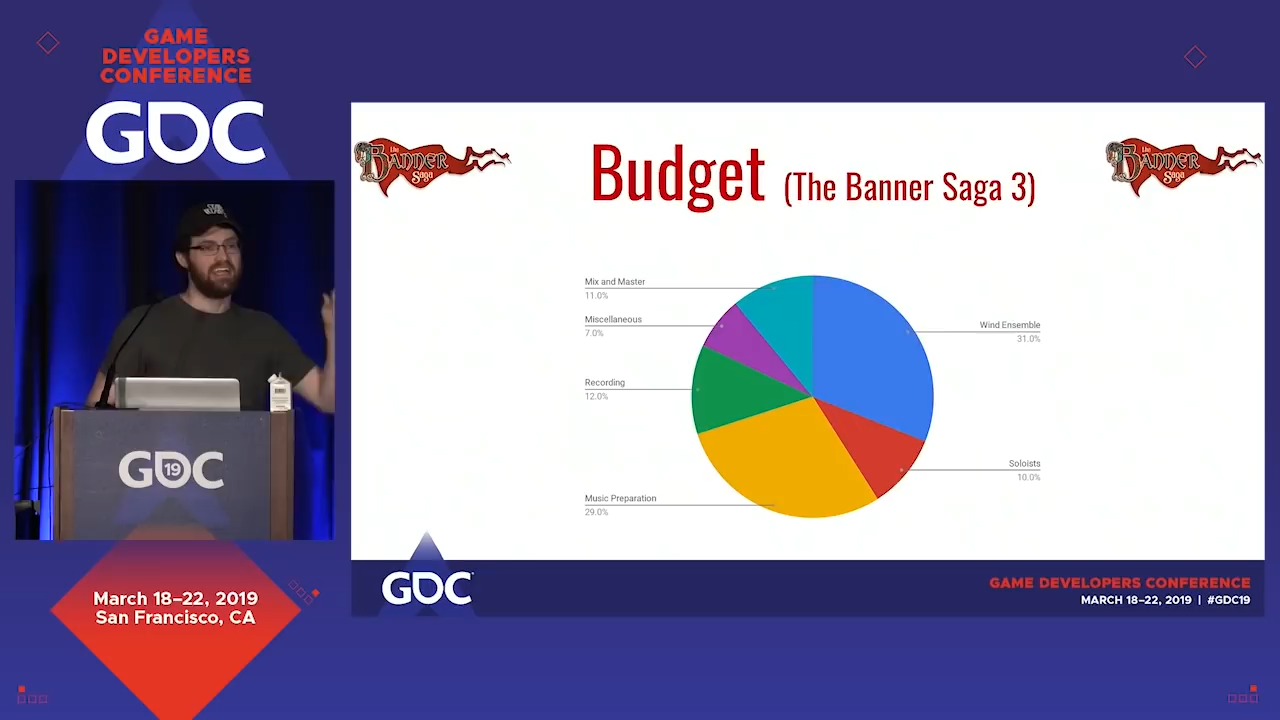 GAME
DEVELOPERS
CONFERENCE
GDC
GDC 19
March 18–22, 2019
San Francisco, CA
the
Banner
Saga
Budget (The Banner Saga 3)
the
Banner
Saga
Mix and Master
11.0%
Miscellaneous
7.0%
Recording
12.0%
Music Preparation
29.0%
Wind Ensemble
31.0%
Soloists
10.0%
GDC
GAME DEVELOPERS CONFERENCE
MARCH 18–22, 2019 | #GDC19